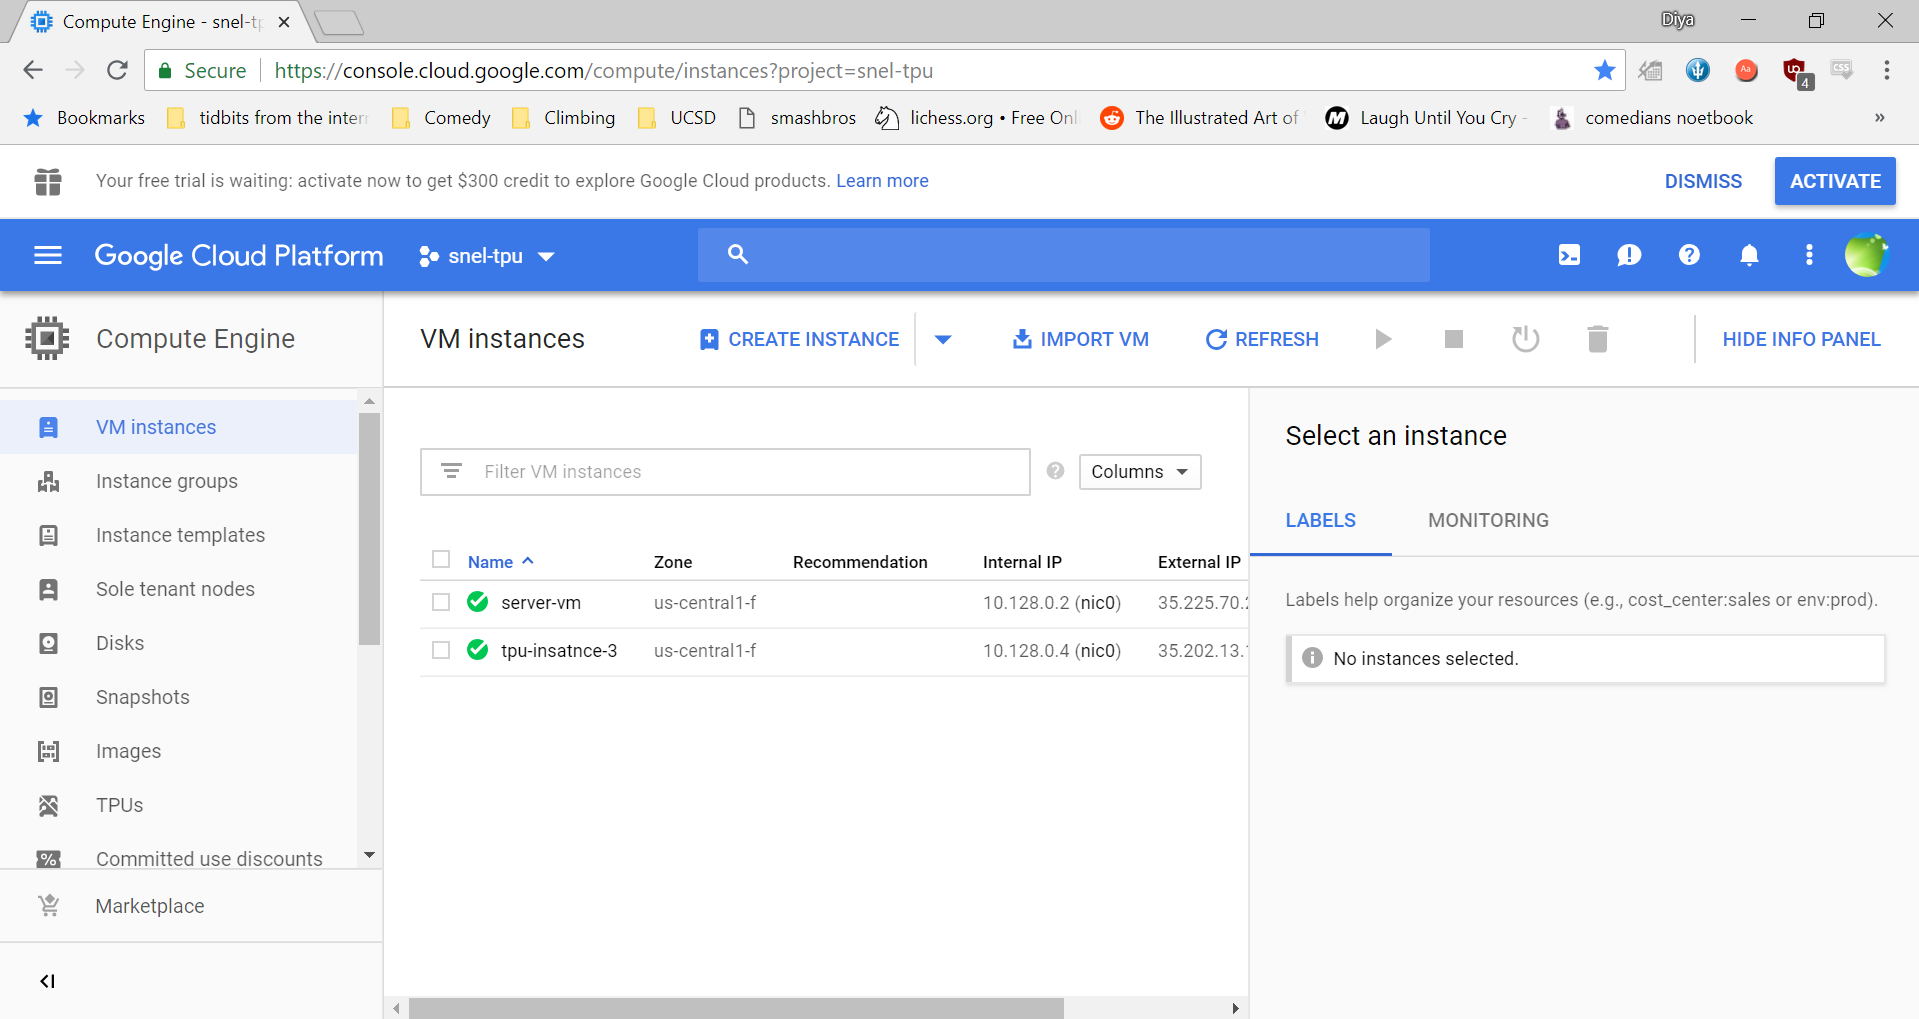 Compute Engine - snel-tp
Diya
Secure https://console.cloud.google.com/compute/instances?project=snel-tpu
Aa
4
CSS
Bookmarks tidbits from the inter Comedy Climbing UCSD smashbros lichess.org • Free Onl The Illustrated Art of Laugh Until You Cry - comedians noetbook »
Your free trial is waiting: activate now to get $300 credit to explore Google Cloud products. Learn more DISMISS ACTIVATE
Google Cloud Platform snel-tpu
Compute Engine
VM instances CREATE INSTANCE IMPORT VM REFRESH HIDE INFO PANEL
VM instances
Instance groups
Instance templates
Sole tenant nodes
Disks
Snapshots
Images
TPUs
Committed use discounts
Marketplace
Filter VM instances Columns
Name Zone Recommendation Internal IP External IP
server-vm us-central1-f 10.128.0.2 (nic0) 35.225.70.
tpu-insatnce-3 us-central1-f 10.128.0.4 (nic0) 35.202.13.
Select an instance
LABELS MONITORING
Labels help organize your resources (e.g., cost_center:sales or env:prod).
No instances selected.